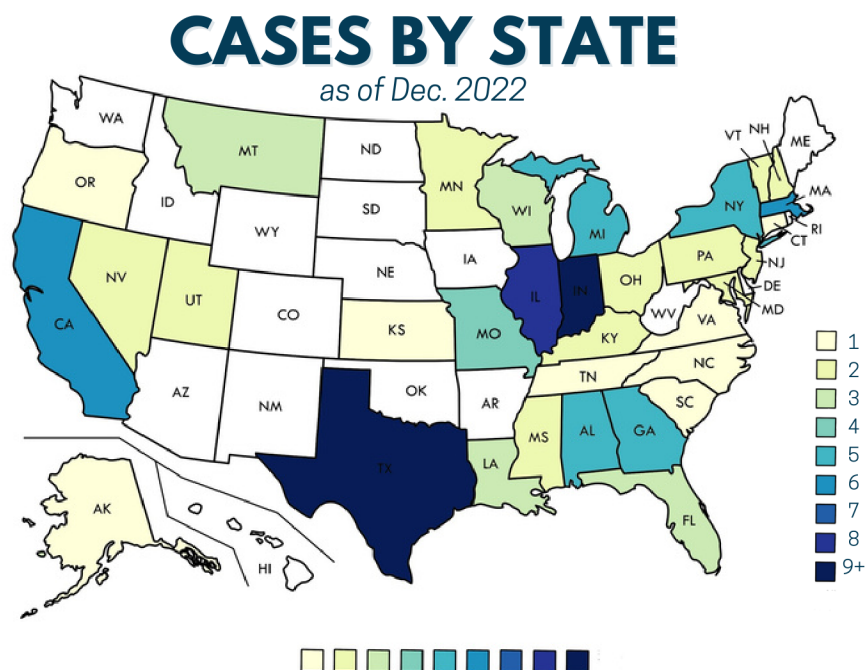 CASES BY STATE
as of Dec. 2022
WA
MT
ND
MN
VT
NH
ME
OR
ID
SD
WI
MI
NY
MA
WY
RI
CT
IA
PA
NJ
NV
NE
OH
DE
MD
UT
IL
IN
CO
WV
VA
CA
KS
MO
KY
1
NC
2
TN
AZ
OK
AR
SC
3
NM
MS
AL
GA
4
TX
LA
5
6
AK
FL
7
8
HI
9+